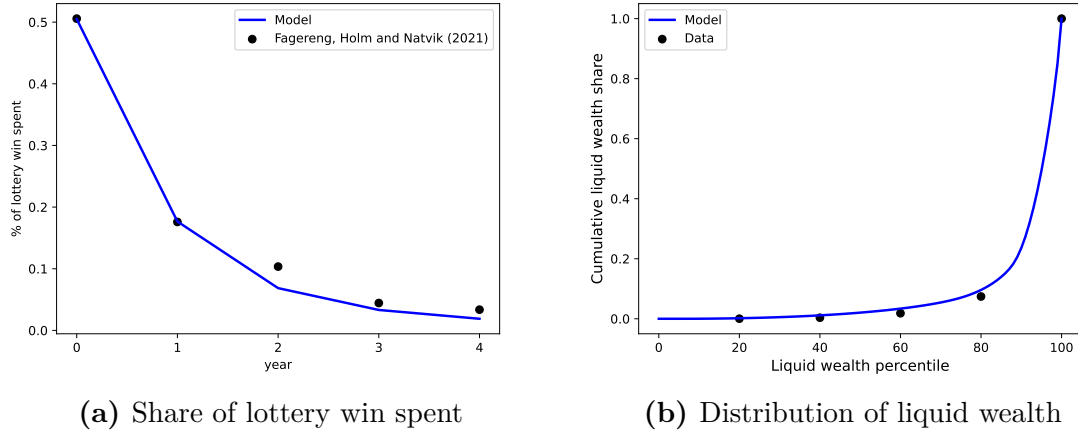 0.5
0.4
0.3
0.2
0.1
0.0
% of lottery win spent
Model
Fagereng, Holm and Natvik (2021)
0 1 2 3 4
year
(a) Share of lottery win spent
1.0
0.8
0.6
0.4
0.2
0.0
Cumulative liquid wealth share
Model
Data
0 20 40 60 80 100
Liquid wealth percentile
(b) Distribution of liquid wealth